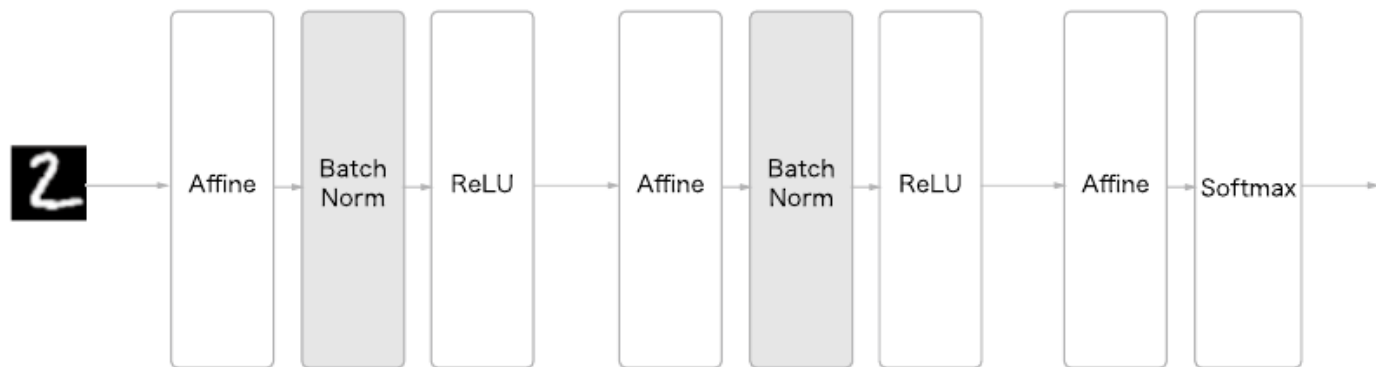 2
Affine
Batch
Norm
ReLU
Affine
Batch
Norm
ReLU
Affine
Softmax